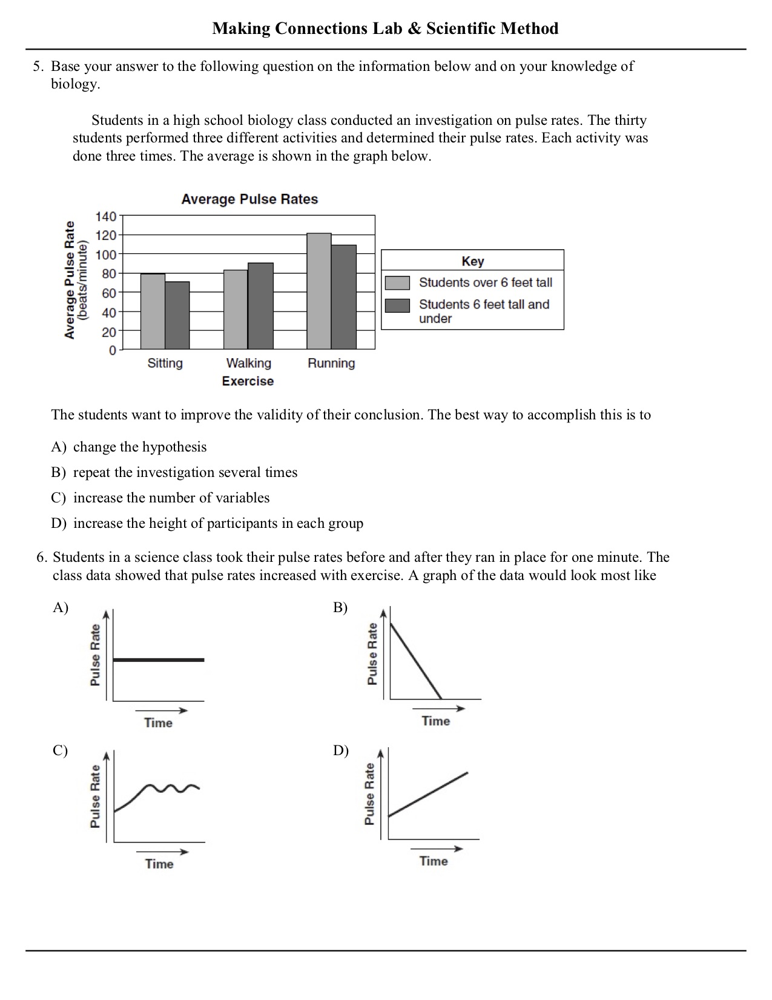 Making Connections Lab & Scientific Method
5. Base your answer to the following question on the information below and on your knowledge of
biology.
Students in a high school biology class conducted an investigation on pulse rates. The thirty
students performed three different activities and determined their pulse rates. Each activity was
done three times. The average is shown in the graph below.
Average Pulse Rates
Average Pulse Rate
(beats/minute)
140
120
100
80
60
40
20
0
Sitting Walking Running
Exercise
Key
Students over 6 feet tall
Students 6 feet tall and
under
The students want to improve the validity of their conclusion. The best way to accomplish this is to
A) change the hypothesis
B) repeat the investigation several times
C) increase the number of variables
D) increase the height of participants in each group
6. Students in a science class took their pulse rates before and after they ran in place for one minute. The
class data showed that pulse rates increased with exercise. A graph of the data would look most like
A)
Pulse Rate
Time
B)
Pulse Rate
Time
C)
Pulse Rate
Time
D)
Pulse Rate
Time